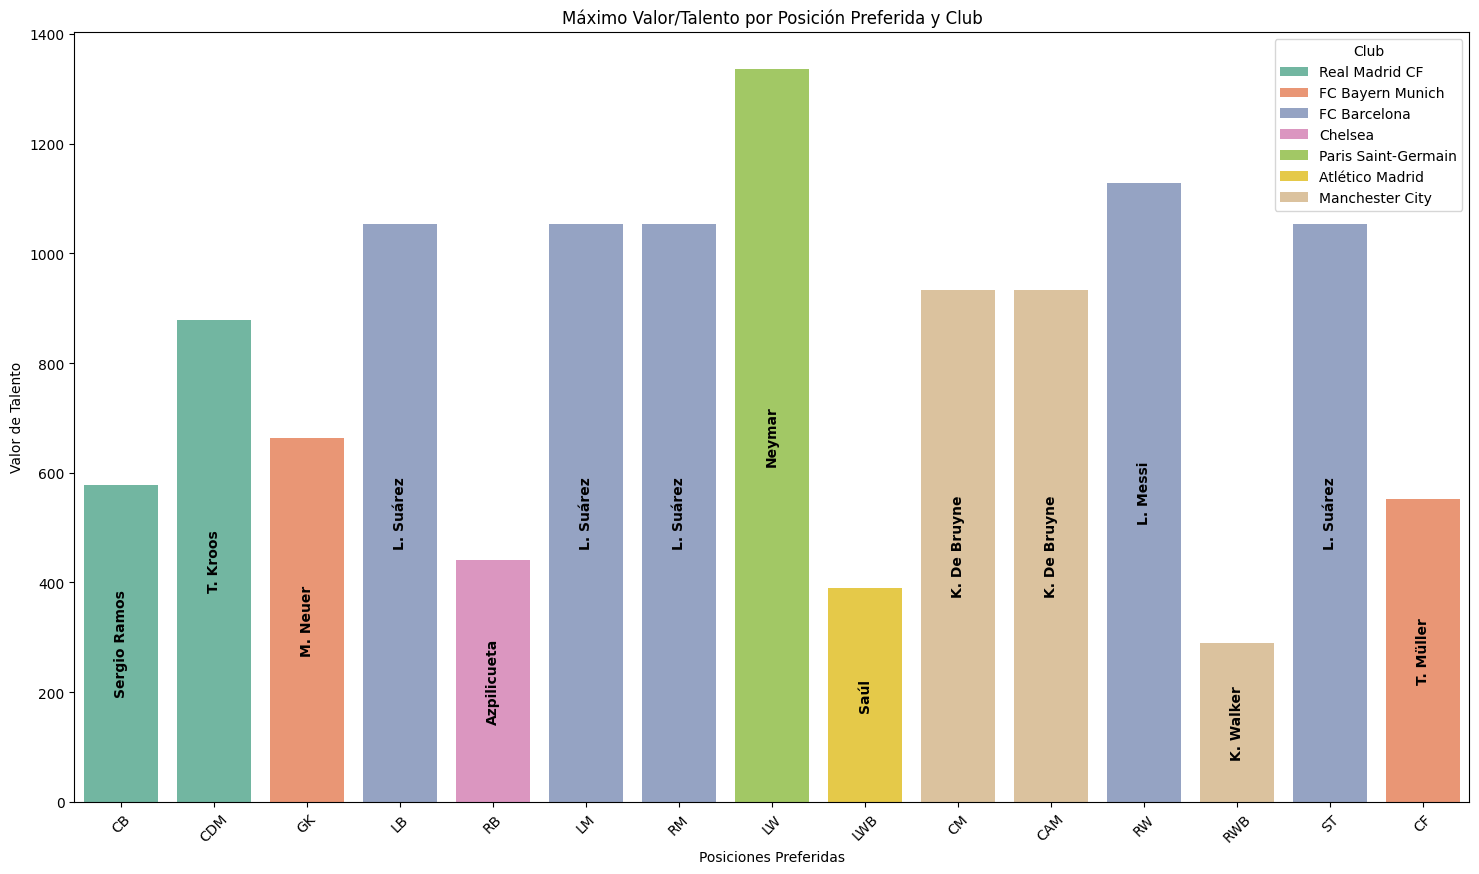 Máximo Valor/Talento por Posición Preferida y Club
Valor de Talento
1400
1200
1000
800
600
400
200
0
Club
Real Madrid CF
FC Bayern Munich
FC Barcelona
Chelsea
Paris Saint-Germain
Atlético Madrid
Manchester City
Sergio Ramos
T. Kroos
M. Neuer
L. Suárez
Azpilicueta
L. Suárez
L. Suárez
Neymar
Saúl
K. De Bruyne
K. De Bruyne
L. Messi
K. Walker
L. Suárez
T. Müller
CB
CDM
GK
LB
RB
LM
RM
LW
LWB
CM
CAM
RW
RWB
ST
CF
Posiciones Preferidas